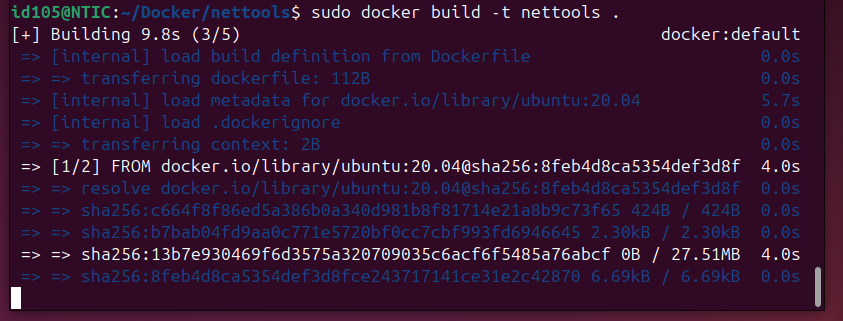 id105@NTIC:~/Docker/nettools$ sudo docker build -t nettools .
[+] Building 9.8s (3/5) docker:default
=> [internal] load build definition from Dockerfile 0.0s
=> => transferring dockerfile: 112B 0.0s
=> [internal] load metadata for docker.io/library/ubuntu:20.04 5.7s
=> [internal] load .dockerignore 0.0s
=> => transferring context: 2B 0.0s
=> [1/2] FROM docker.io/library/ubuntu:20.04@sha256:8feb4d8ca5354def3d8f 4.0s
=> => resolve docker.io/library/ubuntu:20.04@sha256:8feb4d8ca5354def3d8f 0.0s
=> => sha256:c664f8f86ed5a386b0a340d981b8f81714e21a8b9c73f65 424B / 424B 0.0s
=> => sha256:b7bab04fd9aa0c771e5720bf0cc7cbf993fd6946645 2.30kB / 2.30kB 0.0s
=> => sha256:13b7e930469f6d3575a320709035c6acf6f5485a76abcf 0B / 27.51MB 4.0s
=> => sha256:8feb4d8ca5354def3d8fce243717141ce31e2c42870 6.69kB / 6.69kB 0.0s